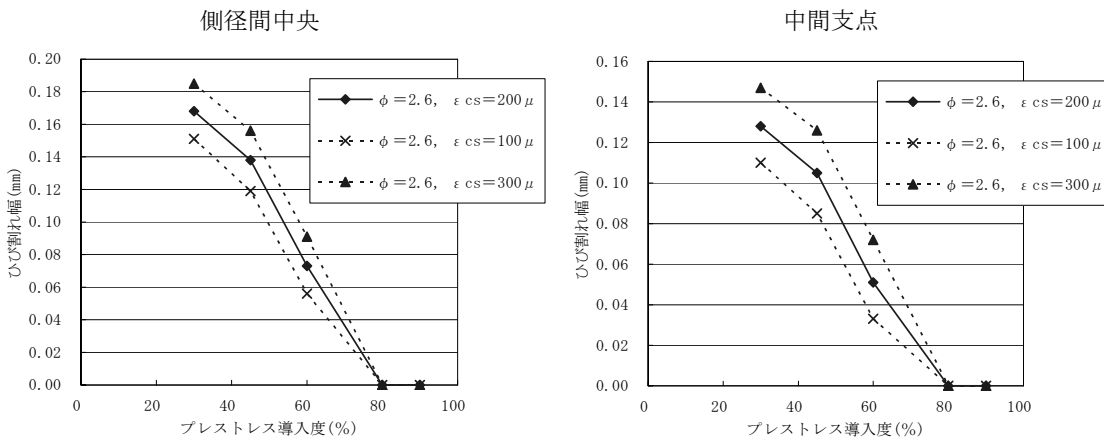 側径間中央
0.20
0.18
0.16
0.14
0.12
0.10
0.08
0.06
0.04
0.02
0.00
ひび割れ幅(mm)
φ=2.6, εcs=200μ
φ=2.6, εcs=100μ
φ=2.6, εcs=300μ
0 20 40 60 80 100
プレストレス導入度(%)
中間支点
0.16
0.14
0.12
0.10
0.08
0.06
0.04
0.02
0.00
ひび割れ幅(mm)
φ=2.6, εcs=200μ
φ=2.6, εcs=100μ
φ=2.6, εcs=300μ
0 20 40 60 80 100
プレストレス導入度(%)